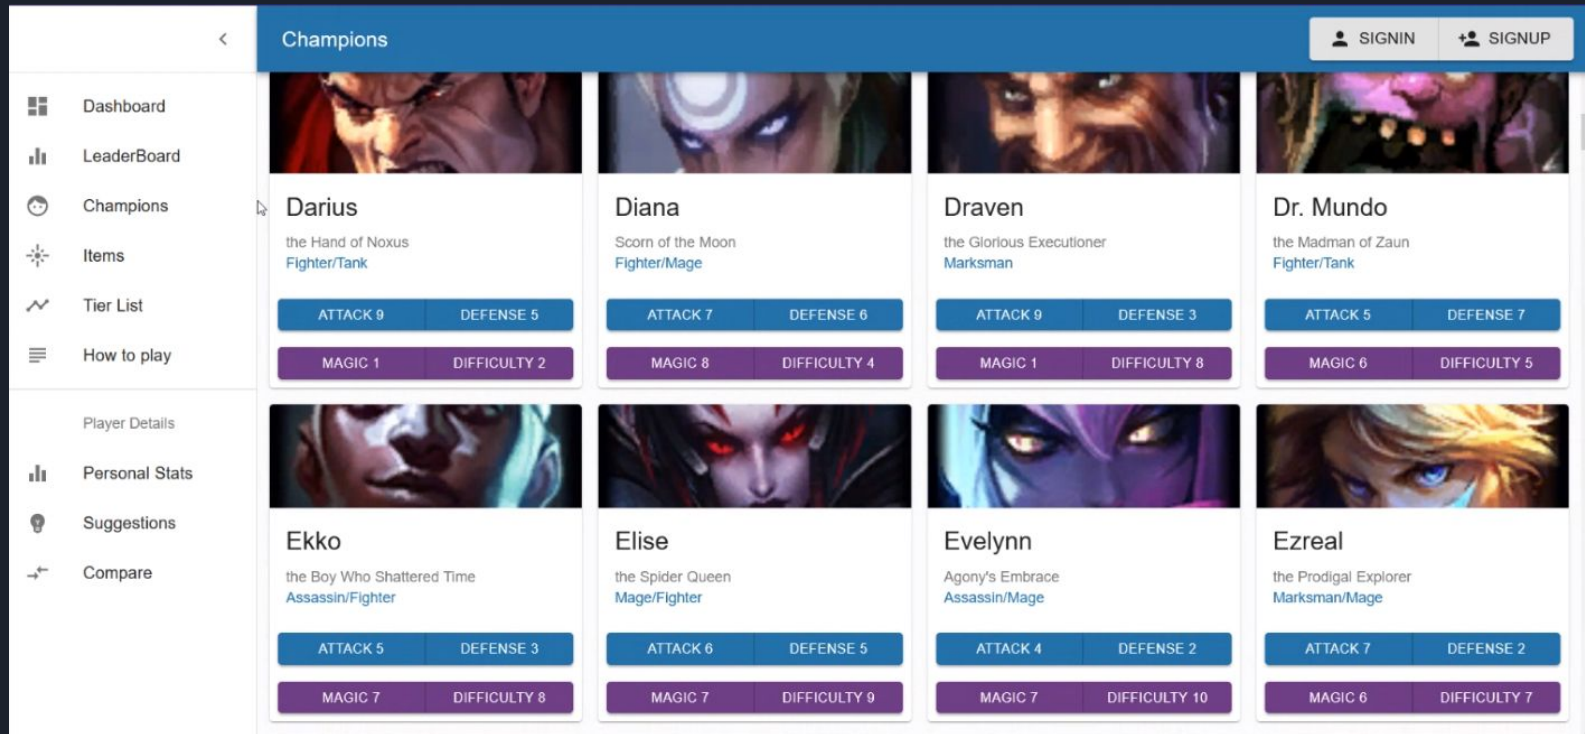 Champions
SIGNIN
SIGNUP
Dashboard
LeaderBoard
Champions
Items
Tier List
How to play
Player Details
Personal Stats
Suggestions
Compare
Darius
the Hand of Noxus
Fighter/Tank
ATTACK 9 DEFENSE 5
MAGIC 1 DIFFICULTY 2
Diana
Scorn of the Moon
Fighter/Mage
ATTACK 7 DEFENSE 6
MAGIC 8 DIFFICULTY 4
Draven
the Glorious Executioner
Marksman
ATTACK 9 DEFENSE 3
MAGIC 1 DIFFICULTY 8
Dr. Mundo
the Madman of Zaun
Fighter/Tank
ATTACK 5 DEFENSE 7
MAGIC 6 DIFFICULTY 5
Ekko
the Boy Who Shattered Time
Assassin/Fighter
ATTACK 5 DEFENSE 3
MAGIC 7 DIFFICULTY 8
Elise
the Spider Queen
Mage/Fighter
ATTACK 6 DEFENSE 5
MAGIC 7 DIFFICULTY 9
Evelynn
Agony's Embrace
Assassin/Mage
ATTACK 4 DEFENSE 2
MAGIC 7 DIFFICULTY 10
Ezreal
the Prodigal Explorer
Marksman/Mage
ATTACK 7 DEFENSE 2
MAGIC 6 DIFFICULTY 7